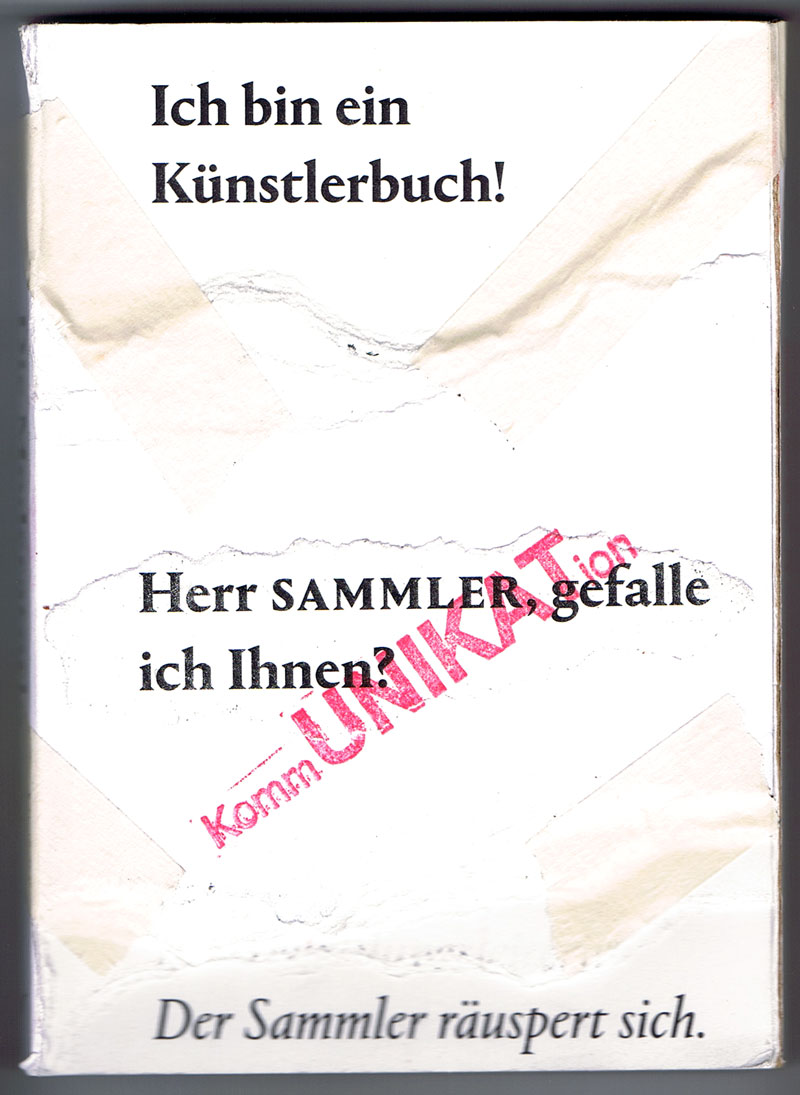 Ich bin ein
Künstlerbuch!
Herr SAMMLER, gefalle
ich Ihnen?
KommUNIKATion
Der Sammler räuspert sich.